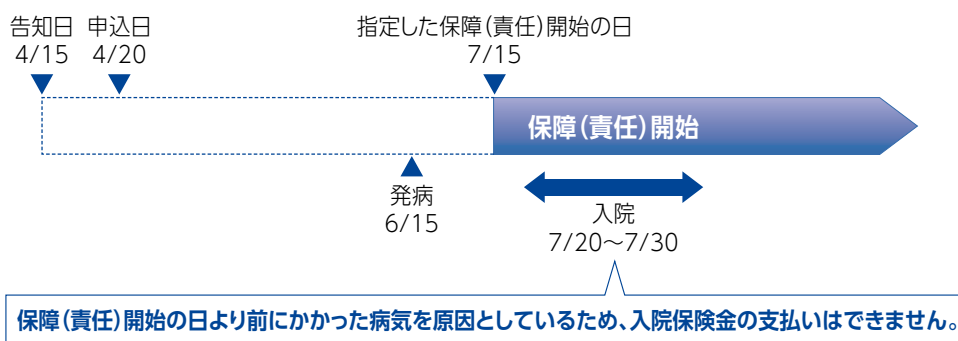 告知日 申込日 指定した保障（責任）開始の日
4/15 4/20 7/15
保障（責任）開始
発病
6/15
入院
7/20～7/30
保障（責任）開始の日より前にかかった病気を原因としているため、入院保険金の支払いはできません。